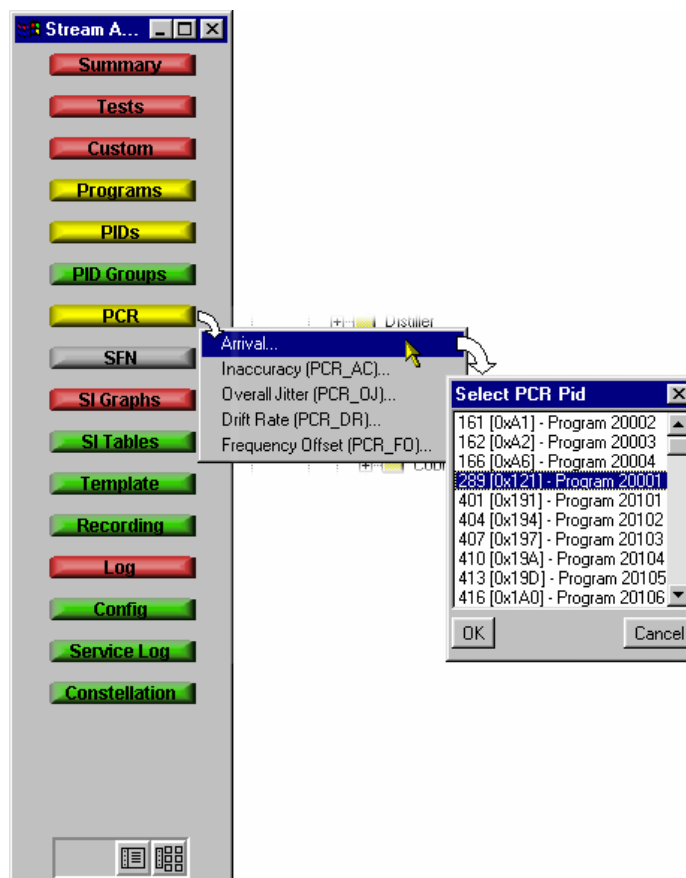 Stream A...
Summary
Tests
Custom
Programs
PIDs
PID Groups
PCR
SFN
SI Graphs
SI Tables
Template
Recording
Log
Config
Service Log
Constellation
Distiller
Arrival...
Inaccuracy (PCR_AC)...
Overall Jitter (PCR_OJ)...
Drift Rate (PCR_DR)...
Frequency Offset (PCR_FO)...
Select PCR Pid
161 [0xA1] - Program 20002
162 [0xA2] - Program 20003
166 [0xA6] - Program 20004
289 [0x121] - Program 20001
401 [0x191] - Program 20101
404 [0x194] - Program 20102
407 [0x197] - Program 20103
410 [0x19A] - Program 20104
413 [0x19D] - Program 20105
416 [0x1A0] - Program 20106
OK
Cancel